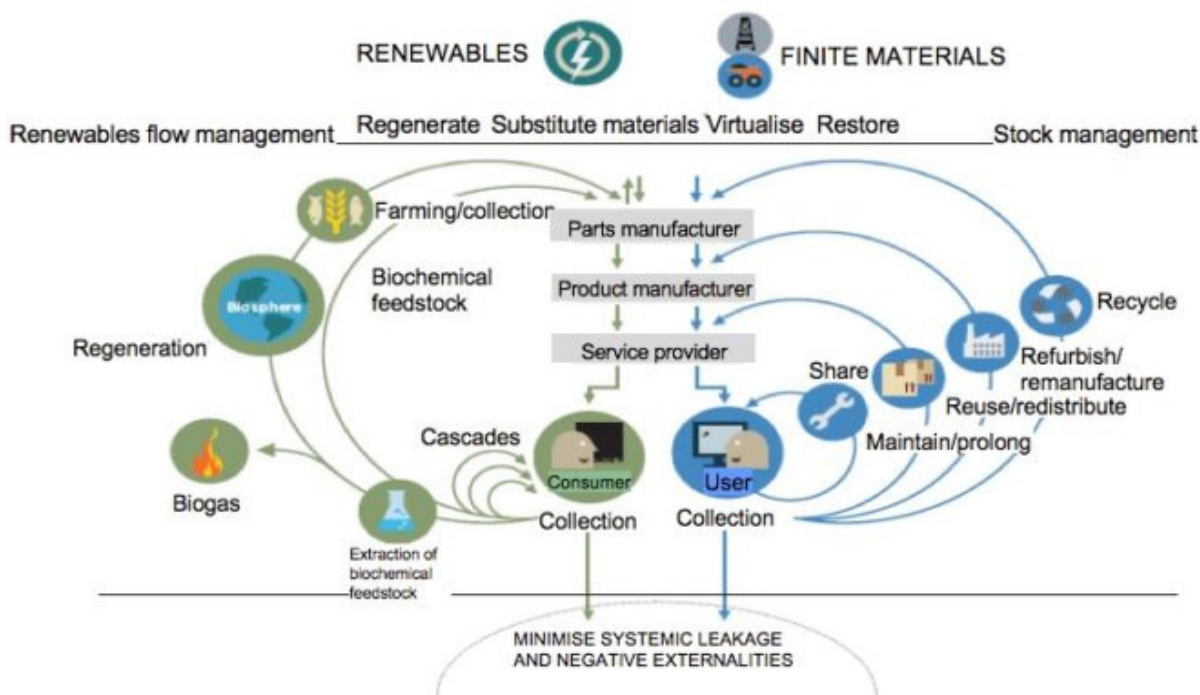 RENEWABLES
FINITE MATERIALS
Renewables flow management
Regenerate Substitute materials Virtualise Restore
Stock management
Farming/collection
Parts manufacturer
Biochemical
feedstock
Product manufacturer
Biosphere
Recycle
Regeneration
Service provider
Share
Refurbish/
remanufacture
Reuse/redistribute
Cascades
Maintain/prolong
Consumer
User
Biogas
Collection
Collection
Extraction of
biochemical
feedstock
MINIMISE SYSTEMIC LEAKAGE
AND NEGATIVE EXTERNALITIES